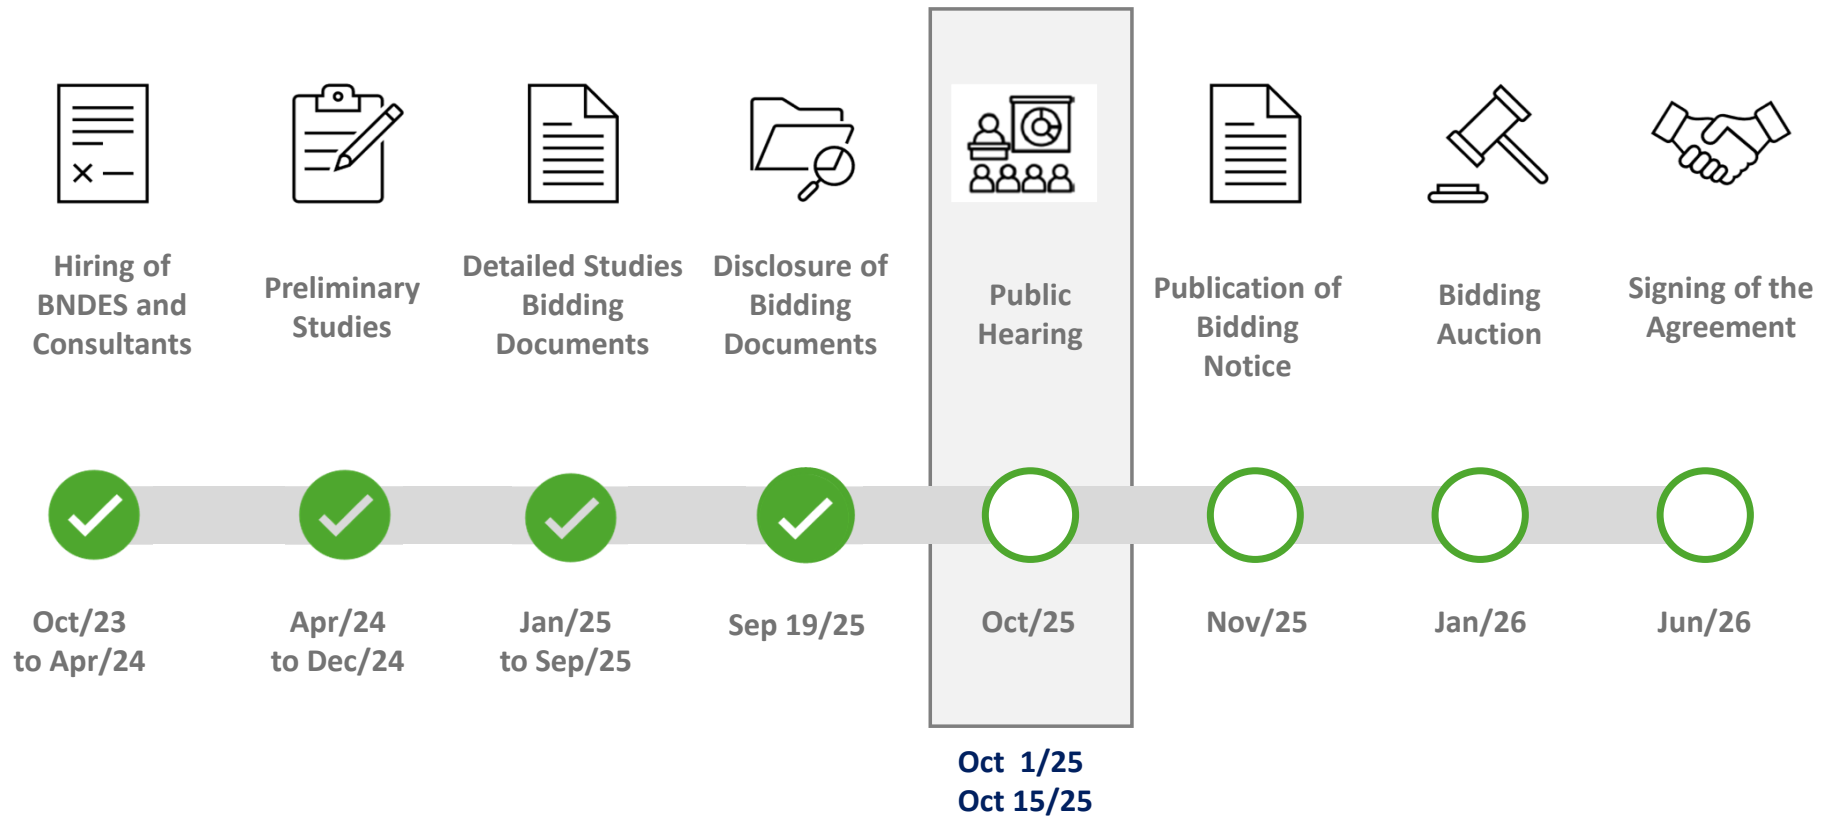 Hiring of
BNDES and
Consultants
Preliminary
Studies
Detailed Studies
Bidding
Documents
Disclosure of
Bidding
Documents
Public
Hearing
Publication of
Bidding
Notice
Bidding
Auction
Signing of the
Agreement
Oct/23
to Apr/24
Apr/24
to Dec/24
Jan/25
to Sep/25
Sep 19/25
Oct/25
Nov/25
Jan/26
Jun/26
Oct 1/25
Oct 15/25